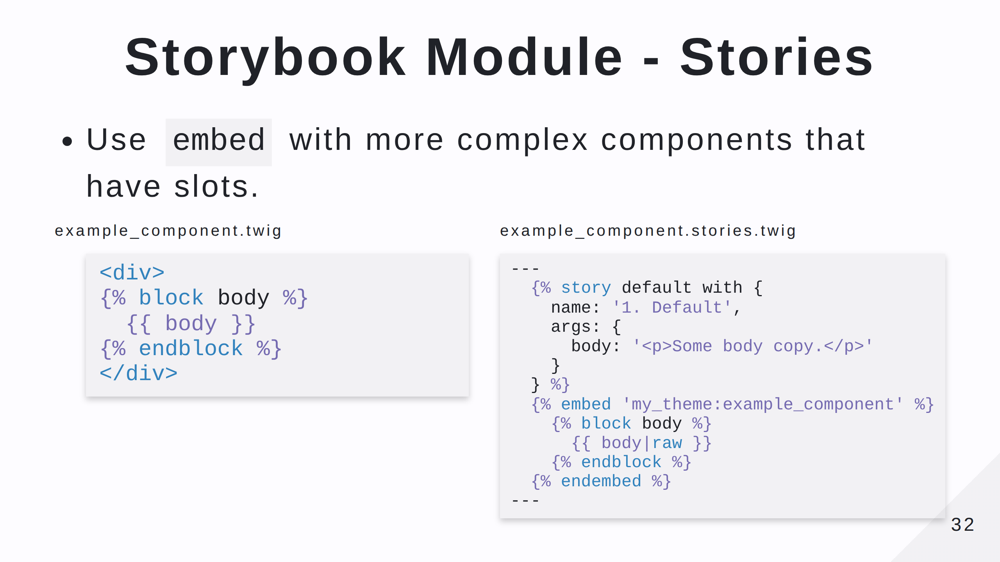 Storybook Module - Stories
• Use embed with more complex components that
have slots.
example_component.twig
<div>
{% block body %}
  {{ body }}
{% endblock %}
</div>
example_component.stories.twig
---
  {% story default with {
    name: '1. Default',
    args: {
      body: '<p>Some body copy.</p>'
    }
  } %}
  {% embed 'my_theme:example_component' %}
    {% block body %}
      {{ body|raw }}
    {% endblock %}
  {% endembed %}
---
32